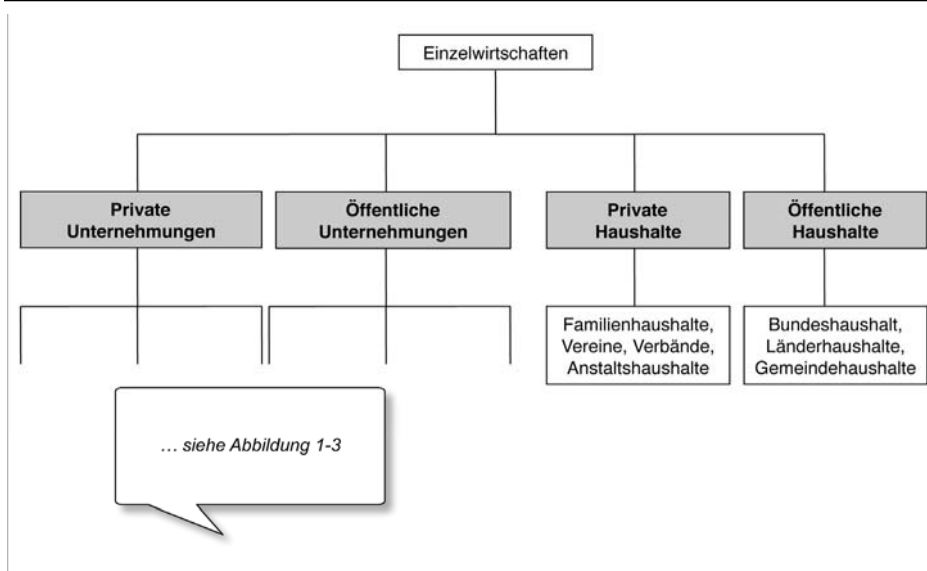 Einzelwirtschaften
Private
Unternehmungen
Öffentliche
Unternehmungen
Private
Haushalte
Öffentliche
Haushalte
Familienhaushalte,
Vereine, Verbände,
Anstaltshaushalte
Bundeshaushalt,
Länderhaushalte,
Gemeindehaushalte
... siehe Abbildung 1-3